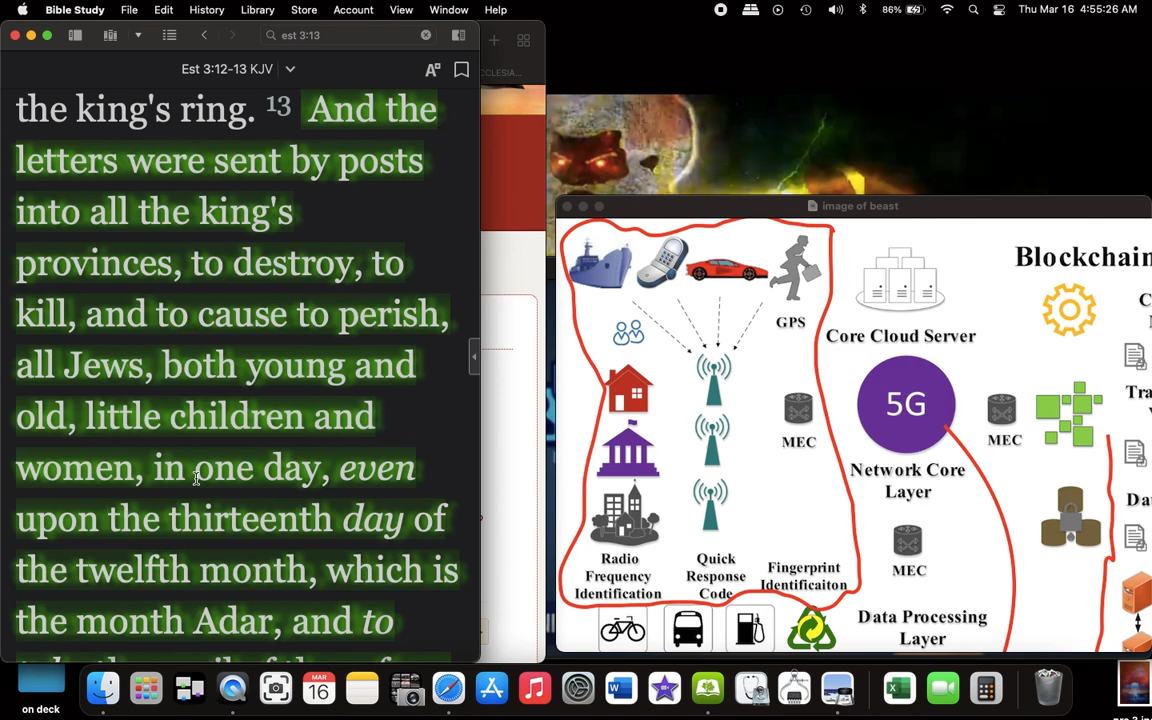 Bible Study File Edit History Library Store Account View Window Help 86% Thu Mar 16 4:55:26 AM
est 3:13
Est 3:12-13 KJV
CCLESIA...
the king's ring. 13 And the
letters were sent by posts
into all the king's
provinces, to destroy, to
kill, and to cause to perish,
all Jews, both young and
old, little children and
women, in one day, even
upon the thirteenth day of
the twelfth month, which is
the month Adar, and to
image of beast
GPS
MEC
Radio
Frequency
Identification
Quick
Response
Code
Fingerprint
Identificaiton
Core Cloud Server
5G
Network Core
Layer
MEC
Data Processing
Layer
Blockchain
MEC
Tra
Da
MAR
16
on deck